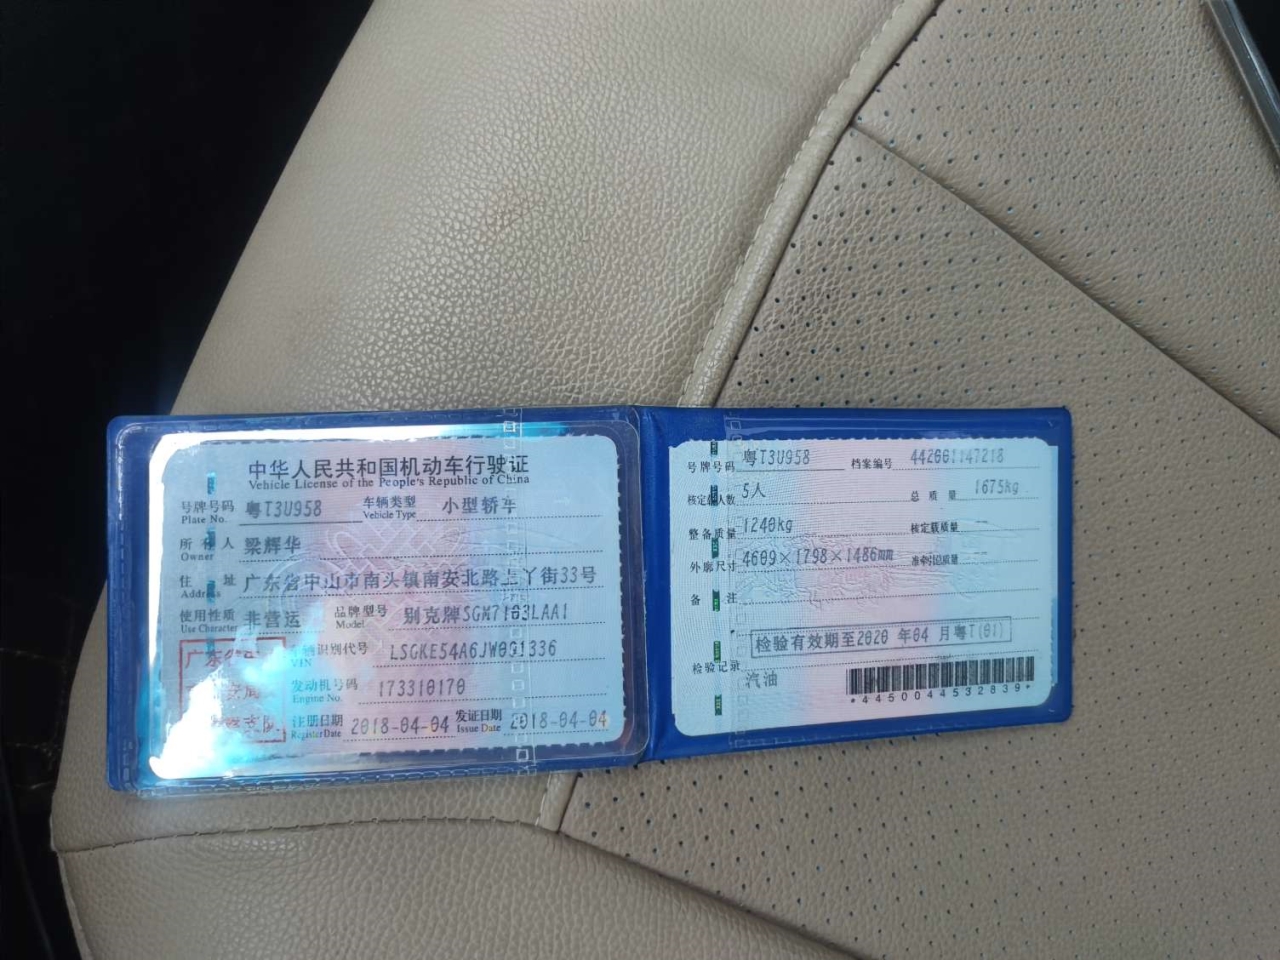 中华人民共和国机动车行驶证
Vehicle License of the People's Republic of China
号牌号码 粤T3U958 车辆类型 小型轿车
Plate No. Vehicle Type
所有人 梁辉华
Owner
住址 广东省中山市南头镇南安北路上丫街33号
Address
使用性质 非营运 品牌型号 别克牌SGM7103LAA1
Use Character Model
广东省 车辆识别代号 LSGKE54A6JW001336
VIN
发动机号码 173310170
Engine No.
注册日期 2018-04-04 发证日期 2018-04-04
Register Date Issue Date
号牌号码 粤T3U958 档案编号 442001147218
核定载人数 5人 总质量 1675kg
整备质量 1240kg 核定载质量 --
外廓尺寸 4609×1798×1486mm 准牵引总质量 --
备注
检验有效期至2020年04月粤T(01)
检验记录
汽油
*4450044532839*